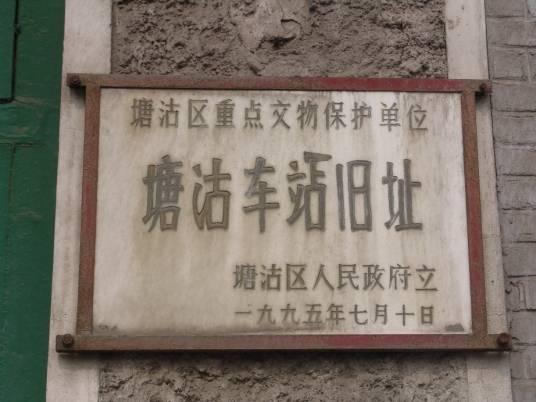 塘沽区重点文物保护单位
塘沽车站旧址
塘沽区人民政府立
一九九五年七月十日